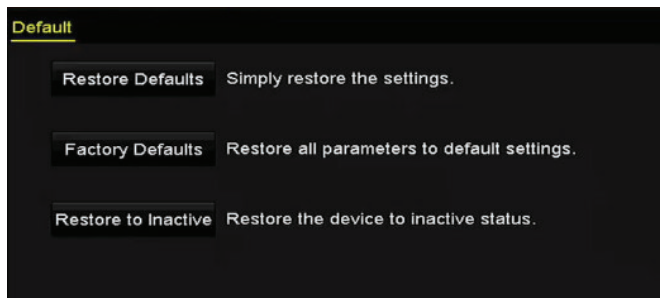 Default
Restore Defaults Simply restore the settings.
Factory Defaults Restore all parameters to default settings.
Restore to Inactive Restore the device to inactive status.